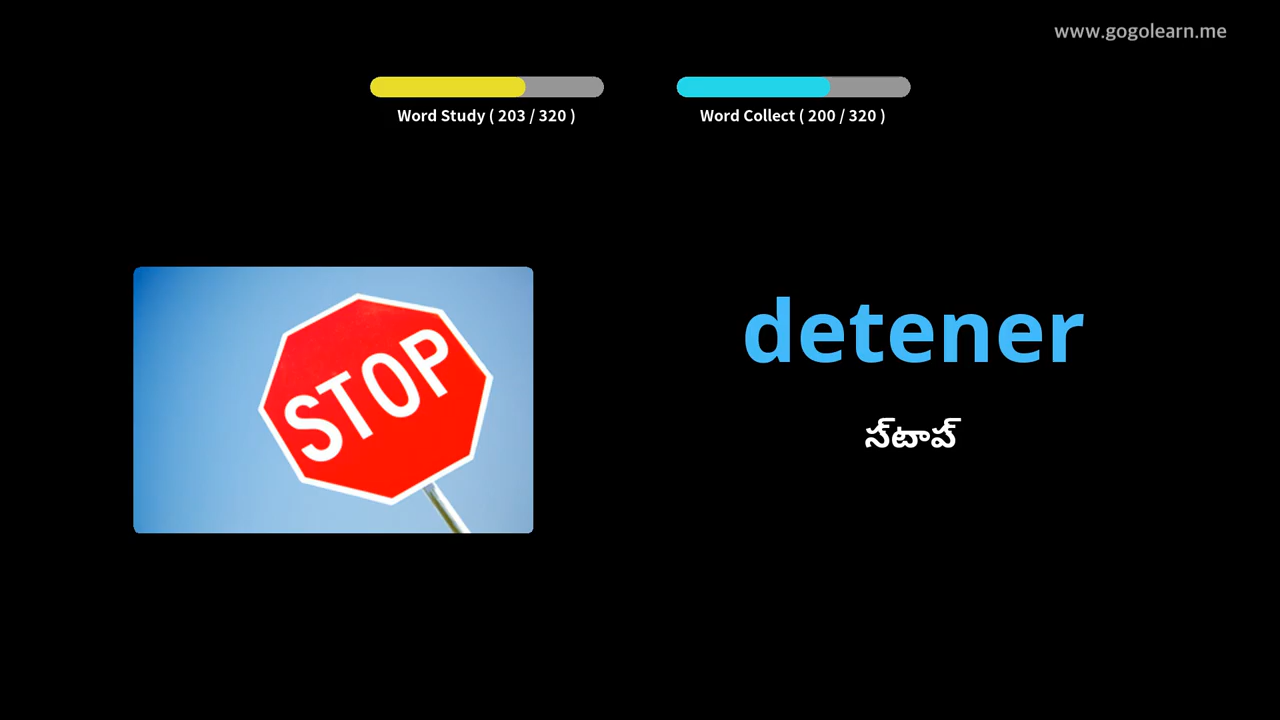 www.gogolearn.me
Word Study ( 203 / 320 )
Word Collect ( 200 / 320 )
STOP
detener
స్టాప్